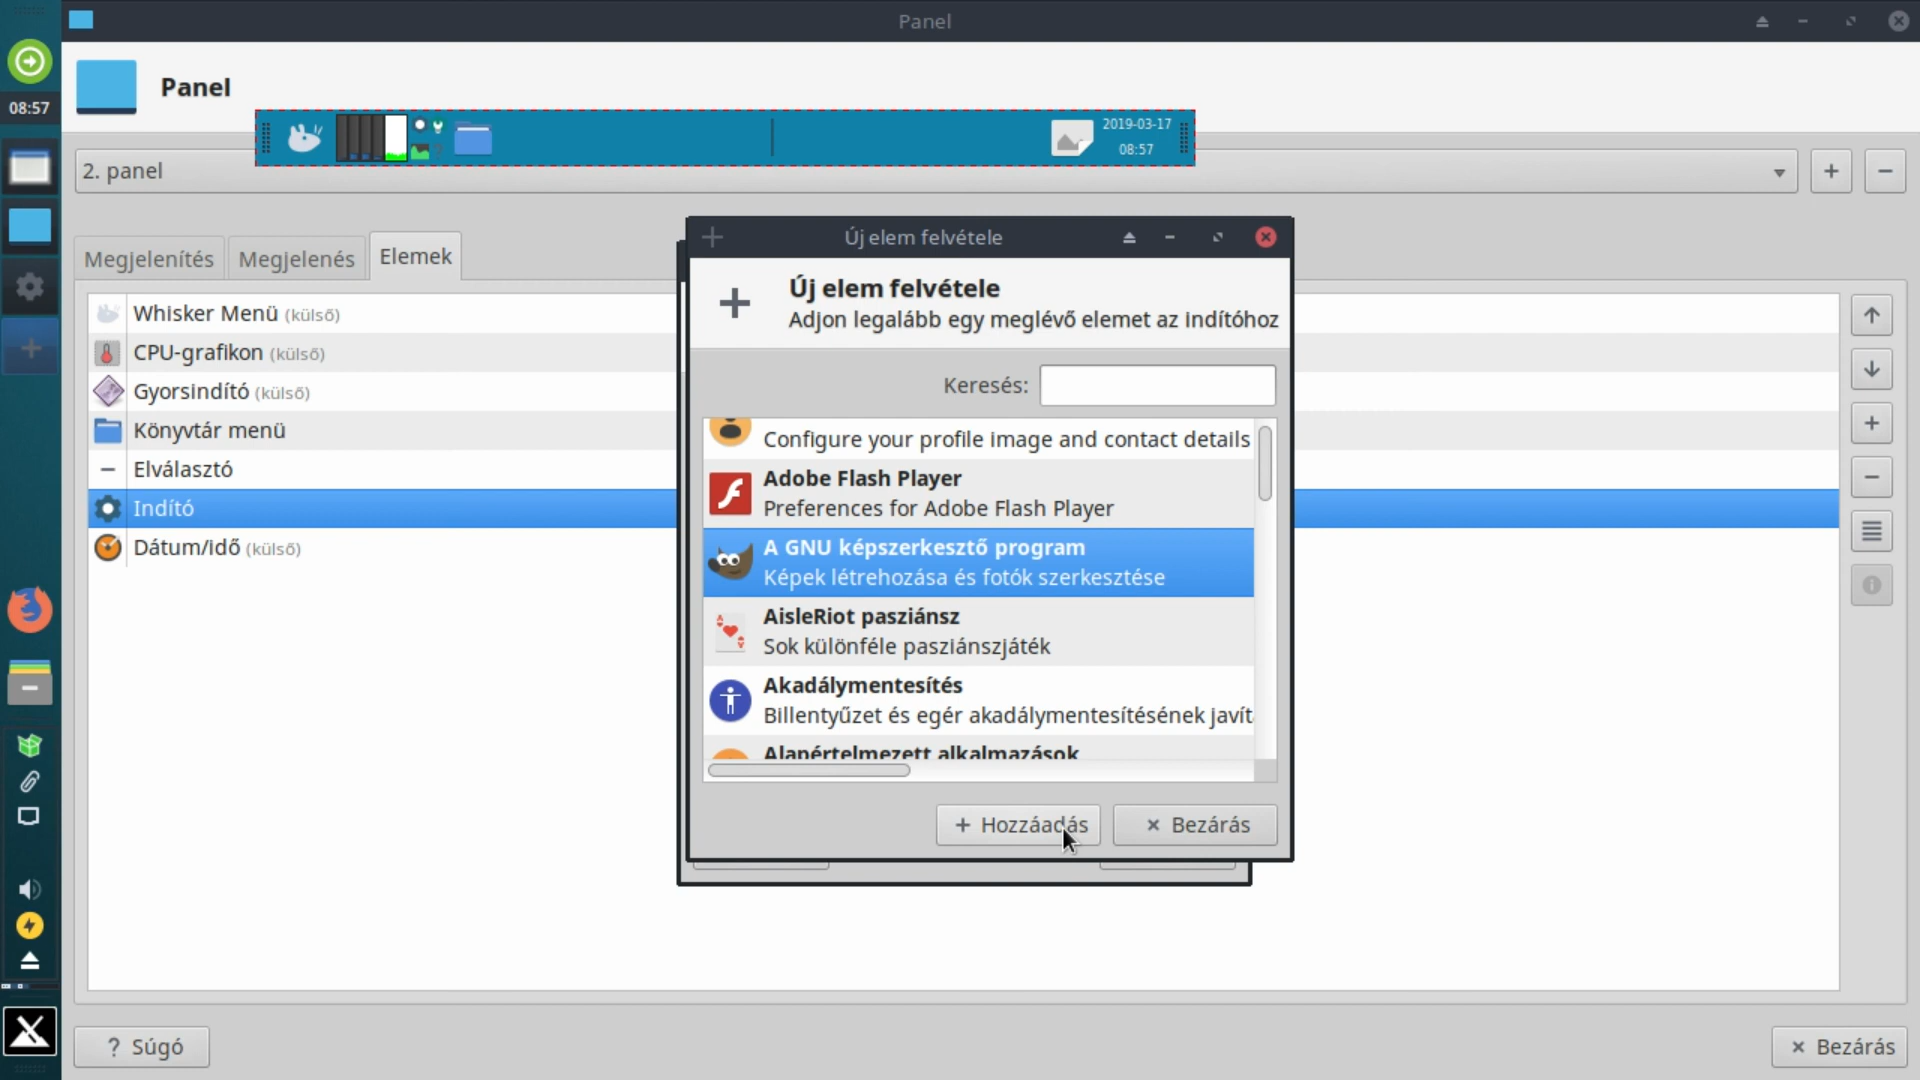 Panel
08:57
Panel
2019-03-17
08:57
2. panel
Megjelenítés
Megjelenés
Elemek
Whisker Menü (külső)
CPU-grafikon (külső)
Gyorsindító (külső)
Könyvtár menü
Elválasztó
Indító
Dátum/idő (külső)
Új elem felvétele
Új elem felvétele
Adjon legalább egy meglévő elemet az indítóhoz
Keresés:
Configure your profile image and contact details
Adobe Flash Player
Preferences for Adobe Flash Player
A GNU képszerkesztő program
Képek létrehozása és fotók szerkesztése
AisleRiot pasziánsz
Sok különféle pasziánszjáték
Akadálymentesítés
Billentyűzet és egér akadálymentesítésének javít
Alapértelmezett alkalmazások
+ Hozzáadás
× Bezárás
? Súgó
× Bezárás